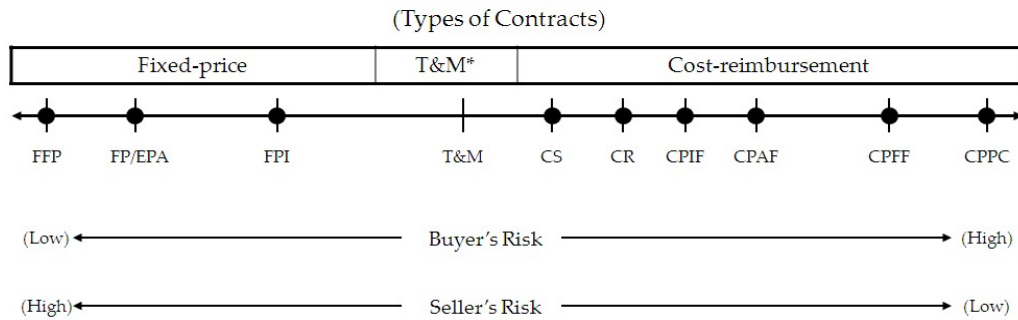 (Types of Contracts)
Fixed-price T&M* Cost-reimbursement
FFP FP/EPA FPI T&M CS CR CPIF CPAF CPFF CPPC
(Low) Buyer's Risk (High)
(High) Seller's Risk (Low)